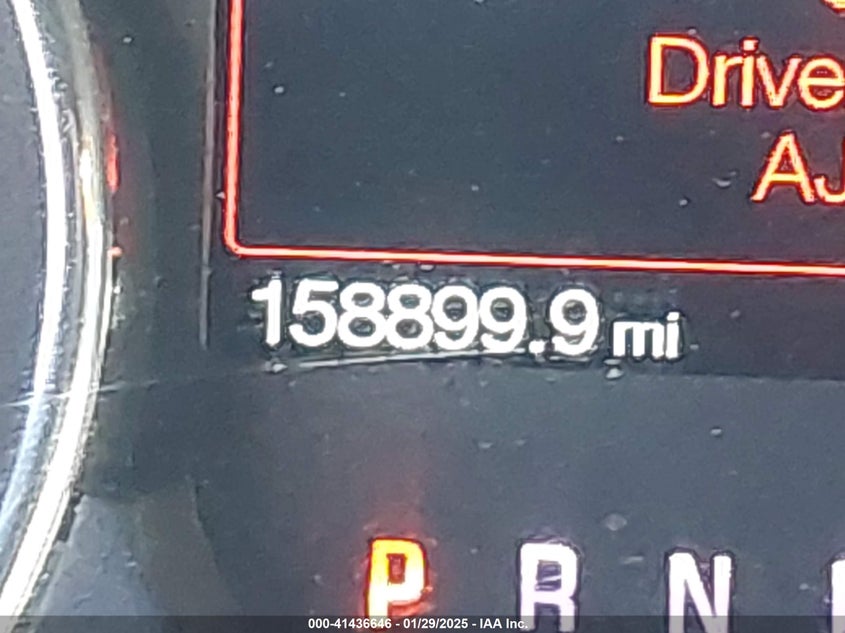 Drive
AJ
158899.9 mi
P R N
000-41436646 - 01/29/2025 - IAA Inc.